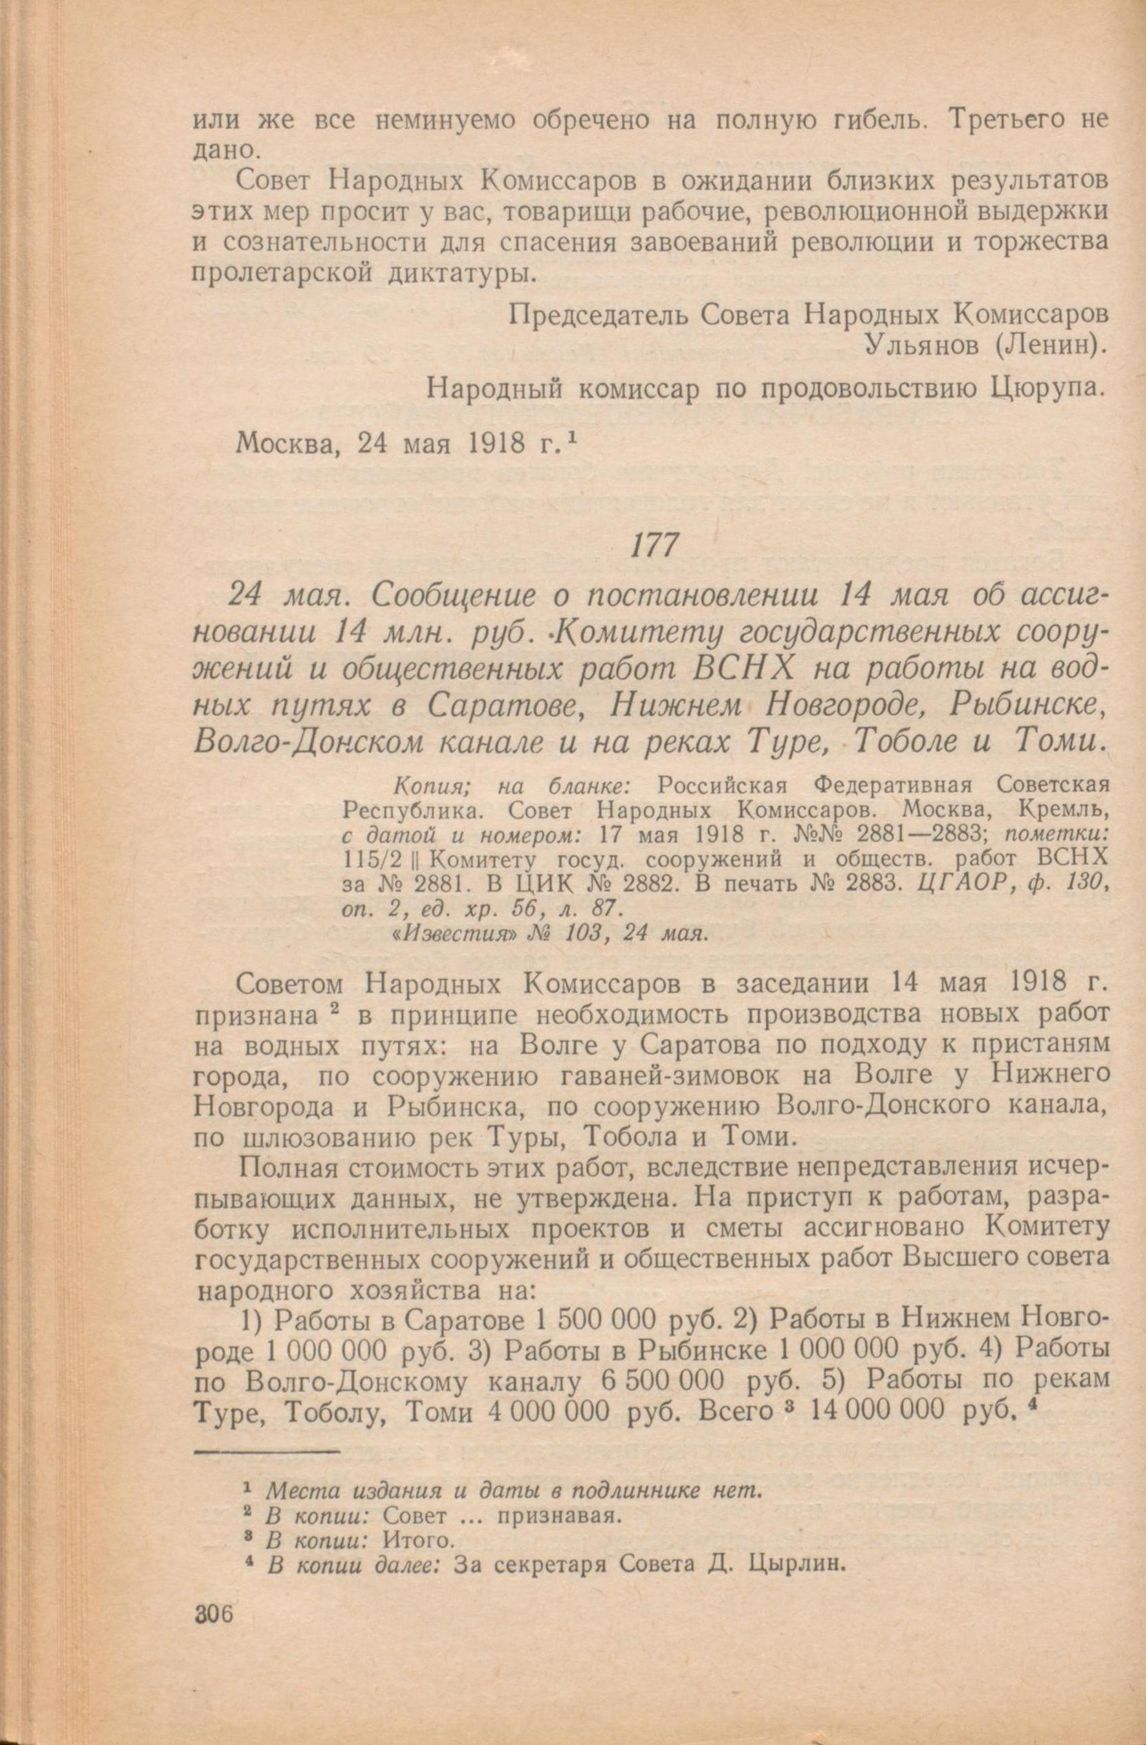 или же все неминуемо обречено на полную гибель. Третьего не
дано.
Совет Народных Комиссаров в ожидании близких результатов
этих мер просит у вас, товарищи рабочие, революционной выдержки
и сознательности для спасения завоеваний революции и торжества
пролетарской диктатуры.
Председатель Совета Народных Комиссаров
Ульянов (Ленин).
Народный комиссар по продовольствию Цюрупа.
Москва, 24 мая 1918 г. ¹
177
24 мая. Сообщение о постановлении 14 мая об ассиг-
новании 14 млн. руб. Комитету государственных соору-
жений и общественных работ ВСНХ на работы на вод-
ных путях в Саратове, Нижнем Новгороде, Рыбинске,
Волго-Донском канале и на реках Туре, Тоболе и Томи.
Копия; на бланке: Российская Федеративная Советская
Республика. Совет Народных Комиссаров. Москва, Кремль,
с датой и номером: 17 мая 1918 г. №№ 2881—2883; пометки:
115/2 || Комитету госуд. сооружений и обществ. работ ВСНХ
за № 2881. В ЦИК № 2882. В печать № 2883. ЦГАОР, ф. 130,
оп. 2, ед. хр. 56, л. 87.
«Известия» № 103, 24 мая.
Советом Народных Комиссаров в заседании 14 мая 1918 г.
признана ² в принципе необходимость производства новых работ
на водных путях: на Волге у Саратова по подходу к пристаням
города, по сооружению гаваней-зимовок на Волге у Нижнего
Новгорода и Рыбинска, по сооружению Волго-Донского канала,
по шлюзованию рек Туры, Тобола и Томи.
Полная стоимость этих работ, вследствие непредставления исчер-
пывающих данных, не утверждена. На приступ к работам, разра-
ботку исполнительных проектов и сметы ассигновано Комитету
государственных сооружений и общественных работ Высшего совета
народного хозяйства на:
1) Работы в Саратове 1 500 000 руб. 2) Работы в Нижнем Новго-
роде 1 000 000 руб. 3) Работы в Рыбинске 1 000 000 руб. 4) Работы
по Волго-Донскому каналу 6 500 000 руб. 5) Работы по рекам
Туре, Тоболу, Томи 4 000 000 руб. Всего ³ 14 000 000 руб. ⁴
¹ Места издания и даты в подлиннике нет.
² В копии: Совет ... признавая.
³ В копии: Итого.
⁴ В копии далее: За секретаря Совета Д. Цырлин.
306